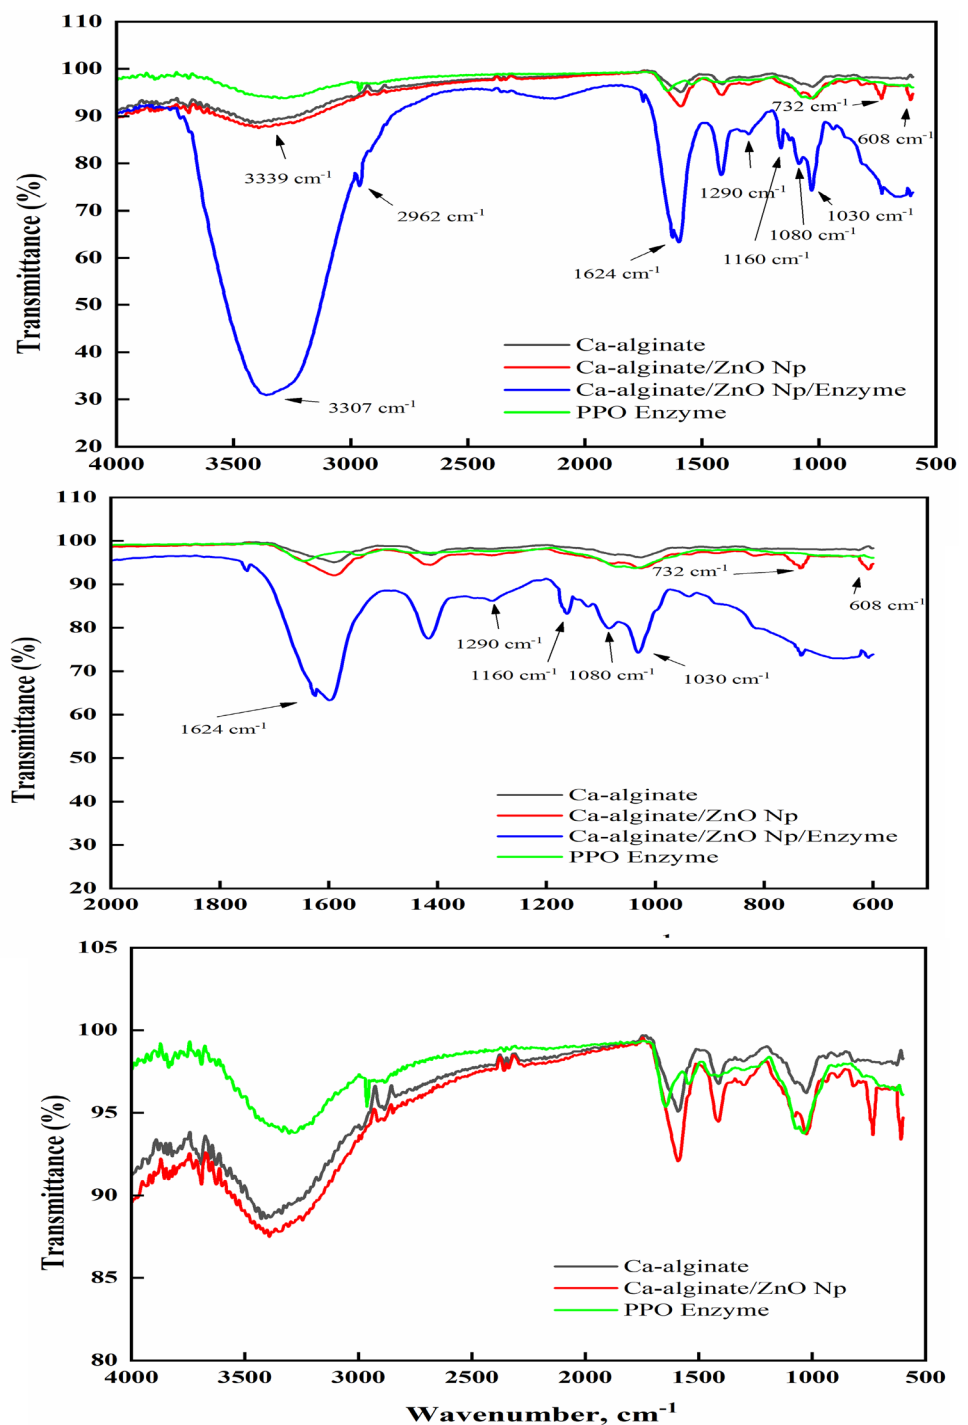 110
100
90
80
70
60
50
40
30
20
Transmittance (%)
3339 cm-1
2962 cm-1
3307 cm-1
1624 cm-1
1290 cm-1
1160 cm-1
1080 cm-1
1030 cm-1
732 cm-1
608 cm-1
Ca-alginate
Ca-alginate/ZnO Np
Ca-alginate/ZnO Np/Enzyme
PPO Enzyme
4000 3500 3000 2500 2000 1500 1000 500
110
100
90
80
70
60
50
40
30
20
Transmittance (%)
732 cm-1
608 cm-1
1290 cm-1
1160 cm-1
1080 cm-1
1030 cm-1
1624 cm-1
Ca-alginate
Ca-alginate/ZnO Np
Ca-alginate/ZnO Np/Enzyme
PPO Enzyme
2000 1800 1600 1400 1200 1000 800 600
105
100
95
90
85
80
Transmittance (%)
Ca-alginate
Ca-alginate/ZnO Np
PPO Enzyme
4000 3500 3000 2500 2000 1500 1000 500
Wavenumber, cm-1